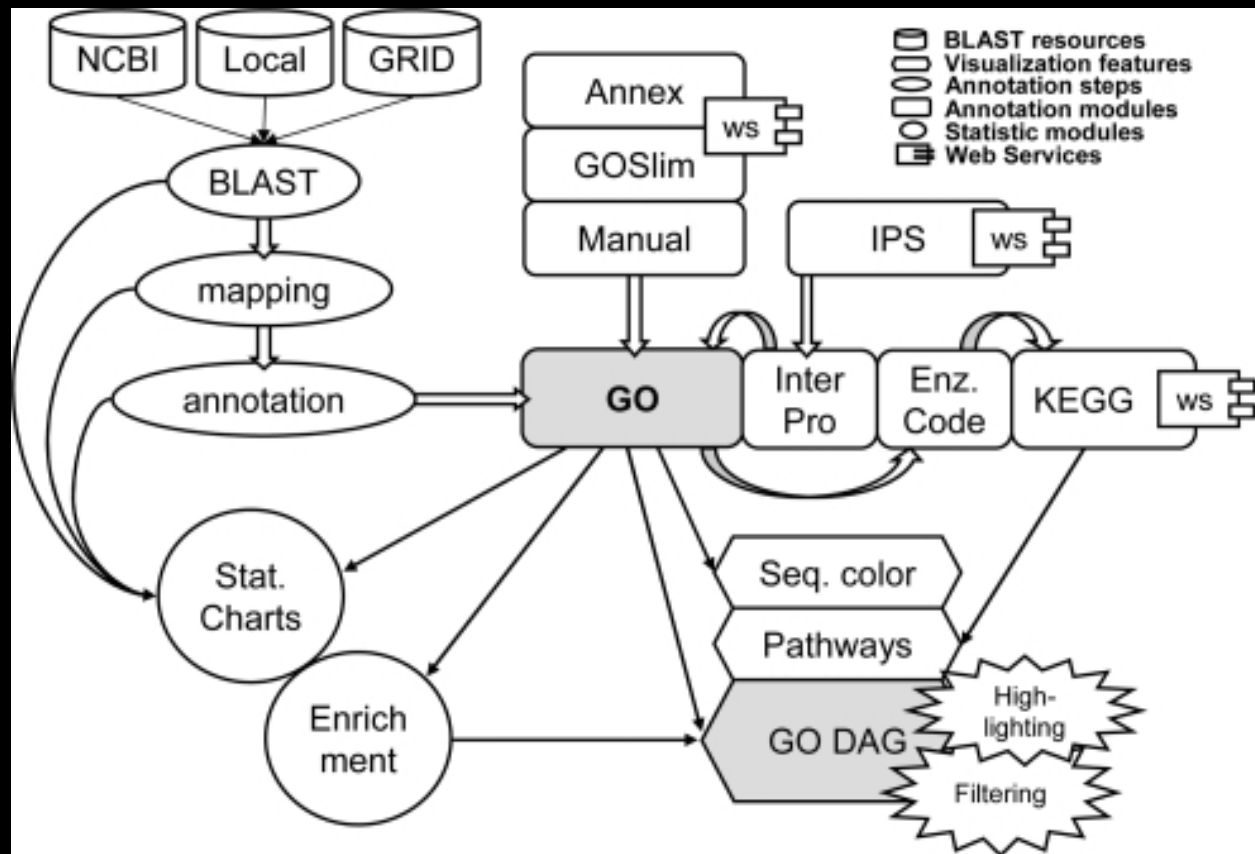 NCBI
Local
GRID
BLAST resources
Visualization features
Annotation steps
Annotation modules
Statistic modules
Web Services
Annex
ws
GOSlim
Manual
BLAST
IPS
ws
mapping
annotation
GO
Inter
Pro
Enz.
Code
KEGG
ws
Stat.
Charts
Seq. color
Pathways
High-
lighting
Enrich
ment
GO DAG
Filtering